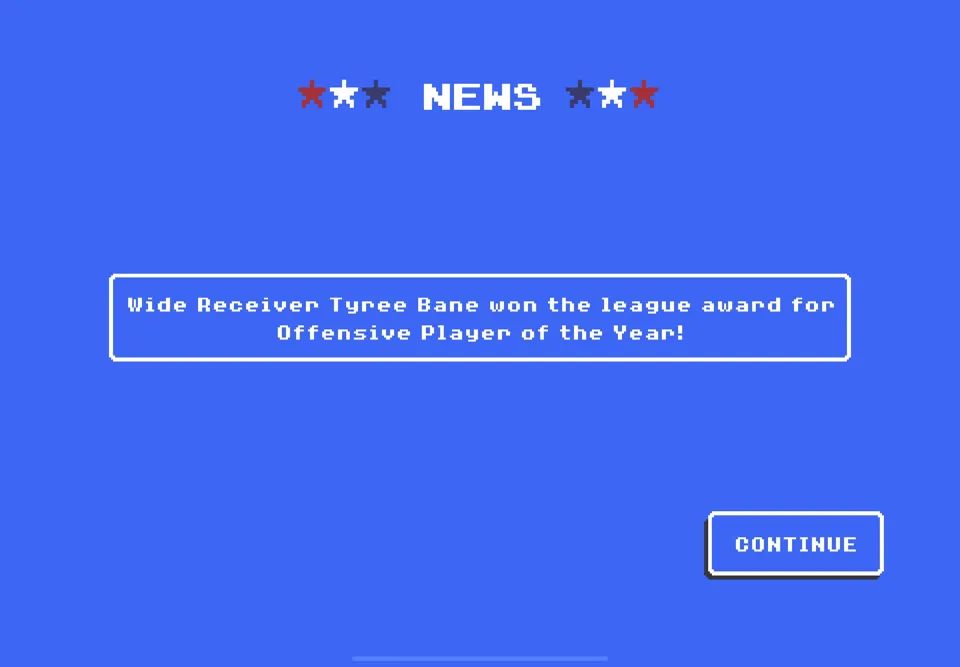 NEWS
Wide Receiver Tyree Bane won the league award for
Offensive Player of the Year!
CONTINUE